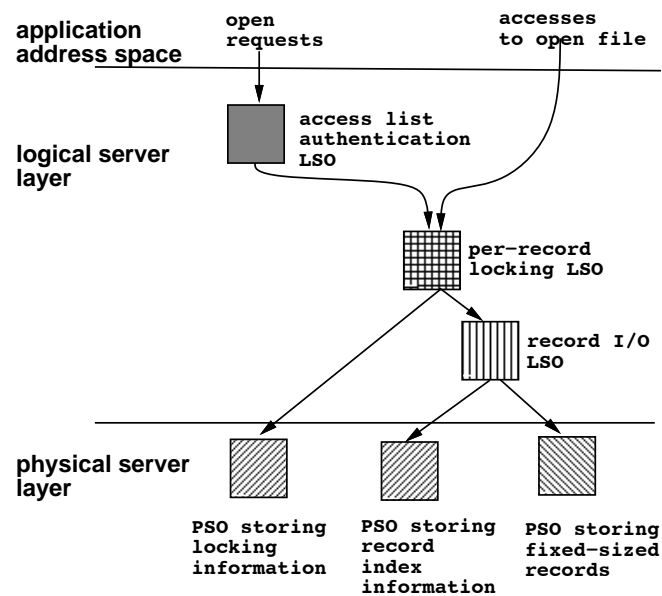 application
address space
open
requests
accesses
to open file
logical server
layer
access list
authentication
LSO
per-record
locking LSO
record I/O
LSO
physical server
layer
PSO storing
locking
information
PSO storing
record
index
information
PSO storing
fixed-sized
records